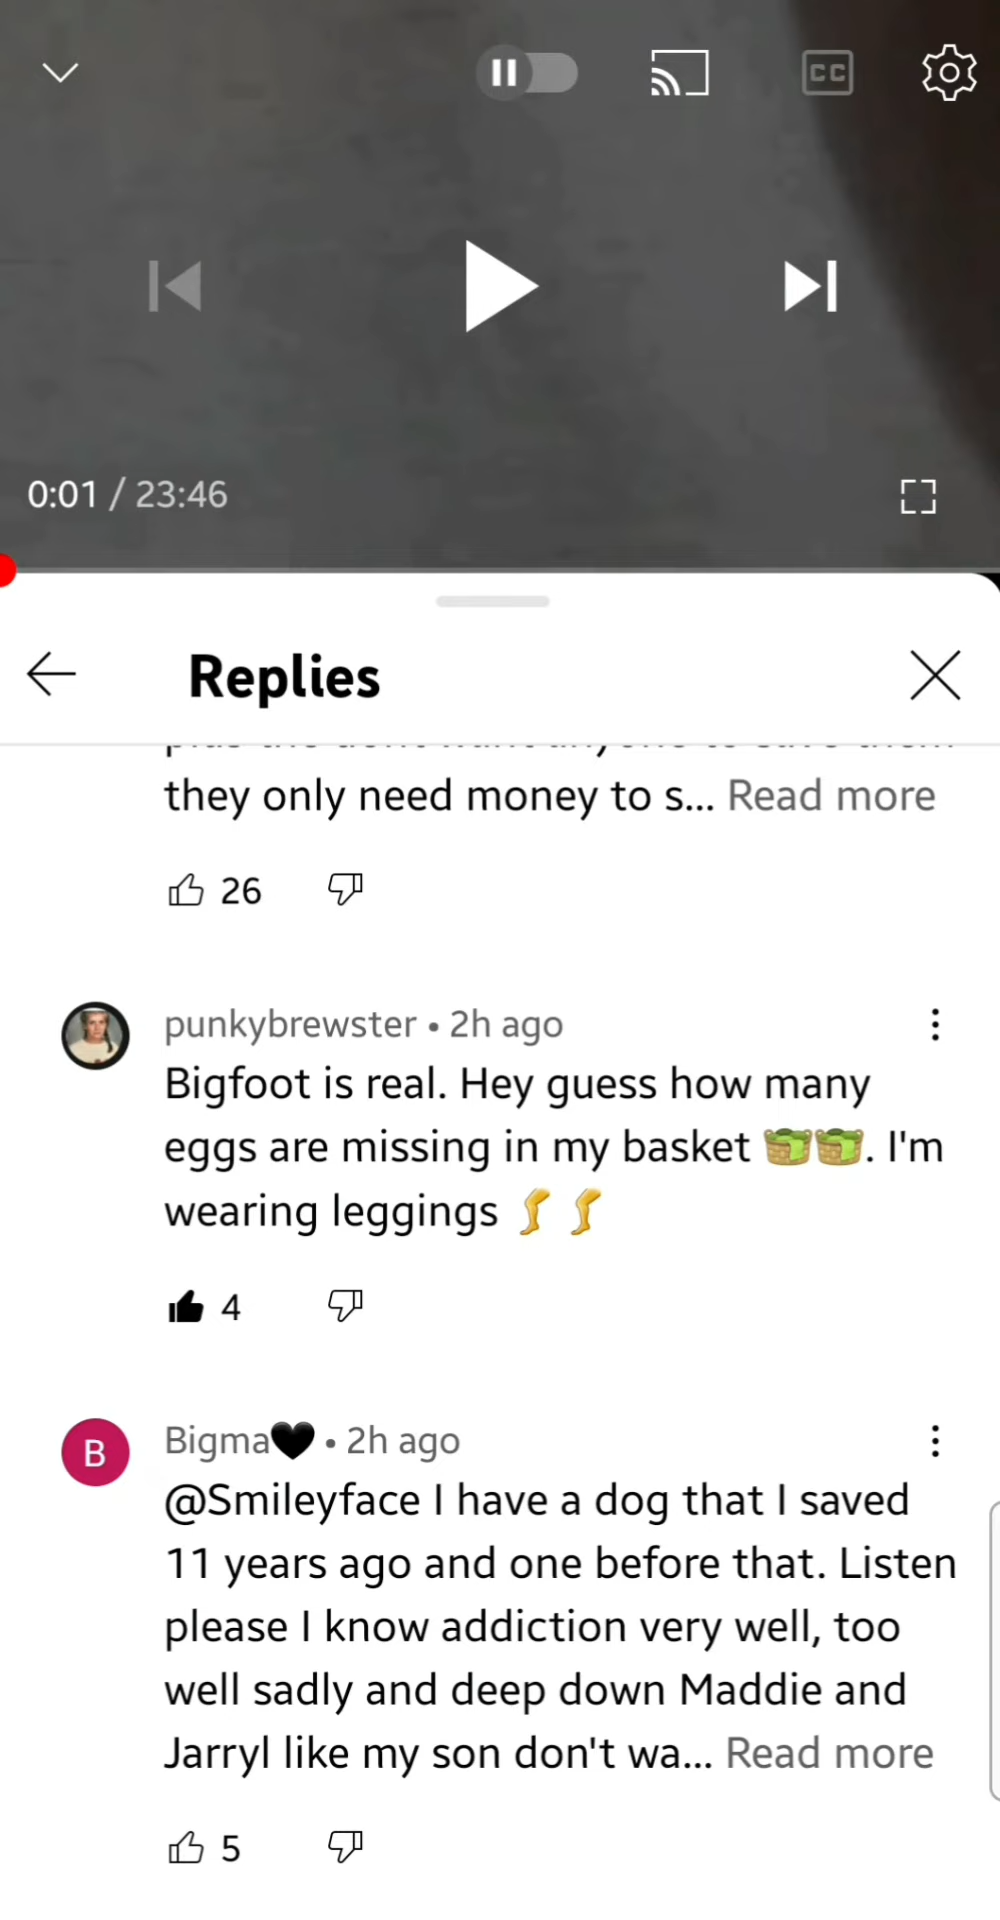 CC
0:01 / 23:46
Replies
they only need money to s... Read more
26
punkybrewster • 2h ago
Bigfoot is real. Hey guess how many
eggs are missing in my basket 🧺🧺. I'm
wearing leggings 🦵🦵
4
B
Bigma🖤 • 2h ago
@Smileyface I have a dog that I saved
11 years ago and one before that. Listen
please I know addiction very well, too
well sadly and deep down Maddie and
Jarryl like my son don't wa... Read more
5